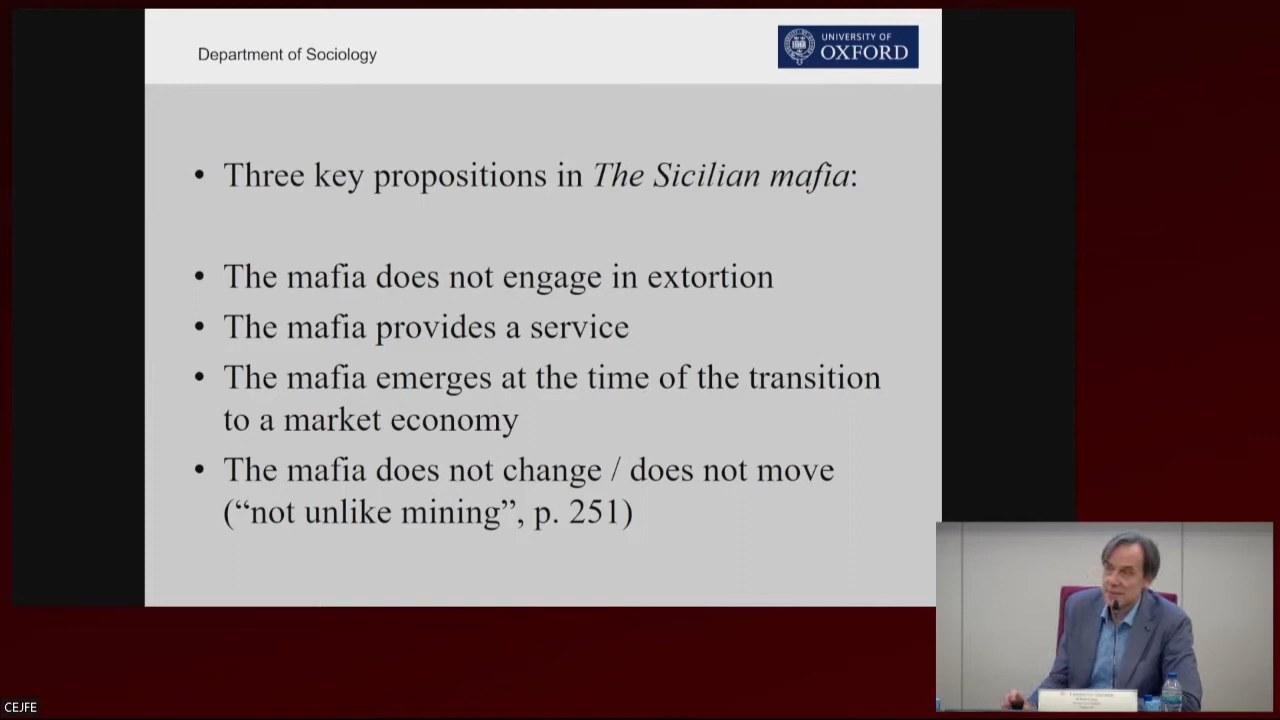 Department of Sociology
UNIVERSITY OF
OXFORD
• Three key propositions in The Sicilian mafia:
• The mafia does not engage in extortion
• The mafia provides a service
• The mafia emerges at the time of the transition
to a market economy
• The mafia does not change / does not move
(“not unlike mining”, p. 251)
CEJFE